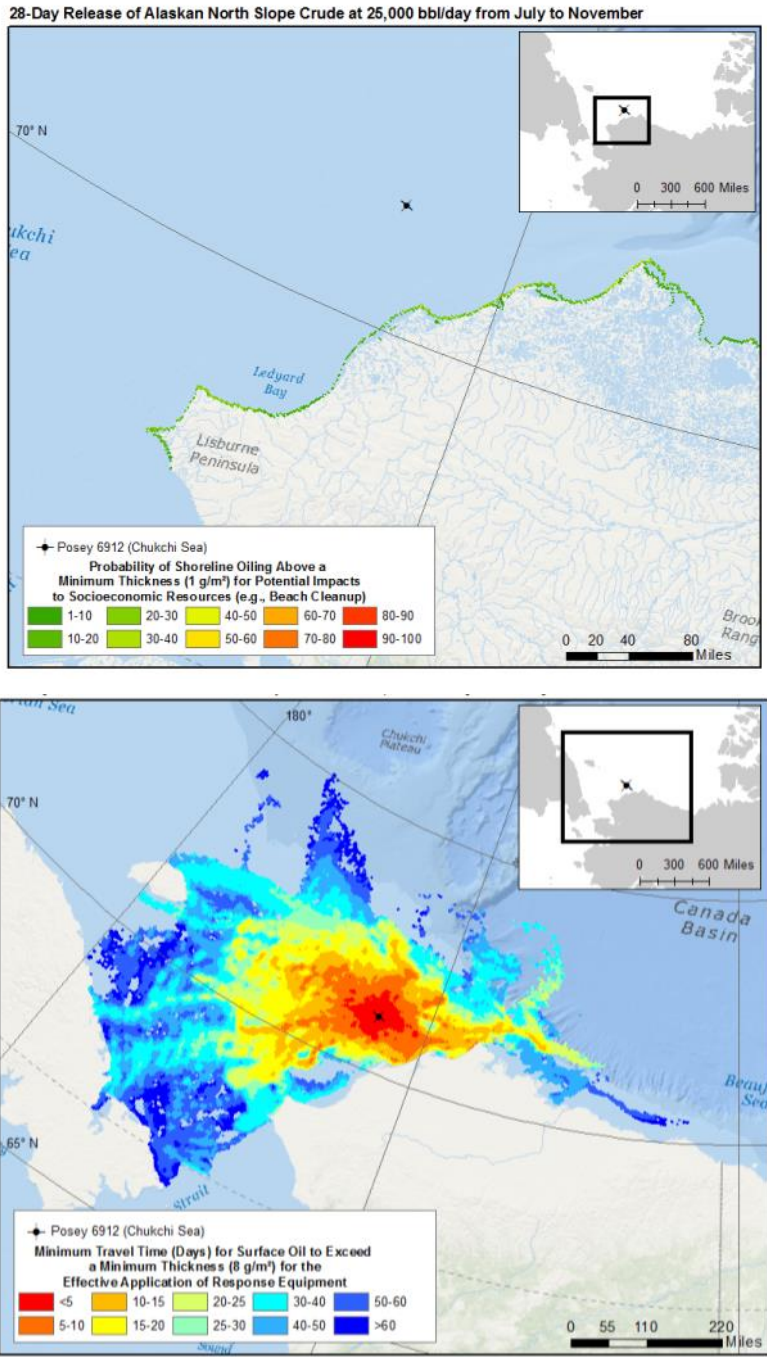 28-Day Release of Alaskan North Slope Crude at 25,000 bbl/day from July to November
70° N
ukchi
ea
0 300 600 Miles
Ledyard
Bay
Lisburne
Peninsula
Posey 6912 (Chukchi Sea)
Probability of Shoreline Oiling Above a
Minimum Thickness (1 g/m²) for Potential Impacts
to Socioeconomic Resources (e.g., Beach Cleanup)
1-10 20-30 40-50 60-70 80-90
10-20 30-40 50-60 70-80 90-100
Broo
Rang
0 20 40 80
Miles
Sea
180°
Chukchi
Plateau
70° N
0 300 600 Miles
Canada
Basin
Beauf
Sea
65° N
Strait
Posey 6912 (Chukchi Sea)
Minimum Travel Time (Days) for Surface Oil to Exceed
a Minimum Thickness (8 g/m²) for the
Effective Application of Response Equipment
<5 10-15 20-25 30-40 50-60
5-10 15-20 25-30 40-50 >60
0 55 110 220
Miles